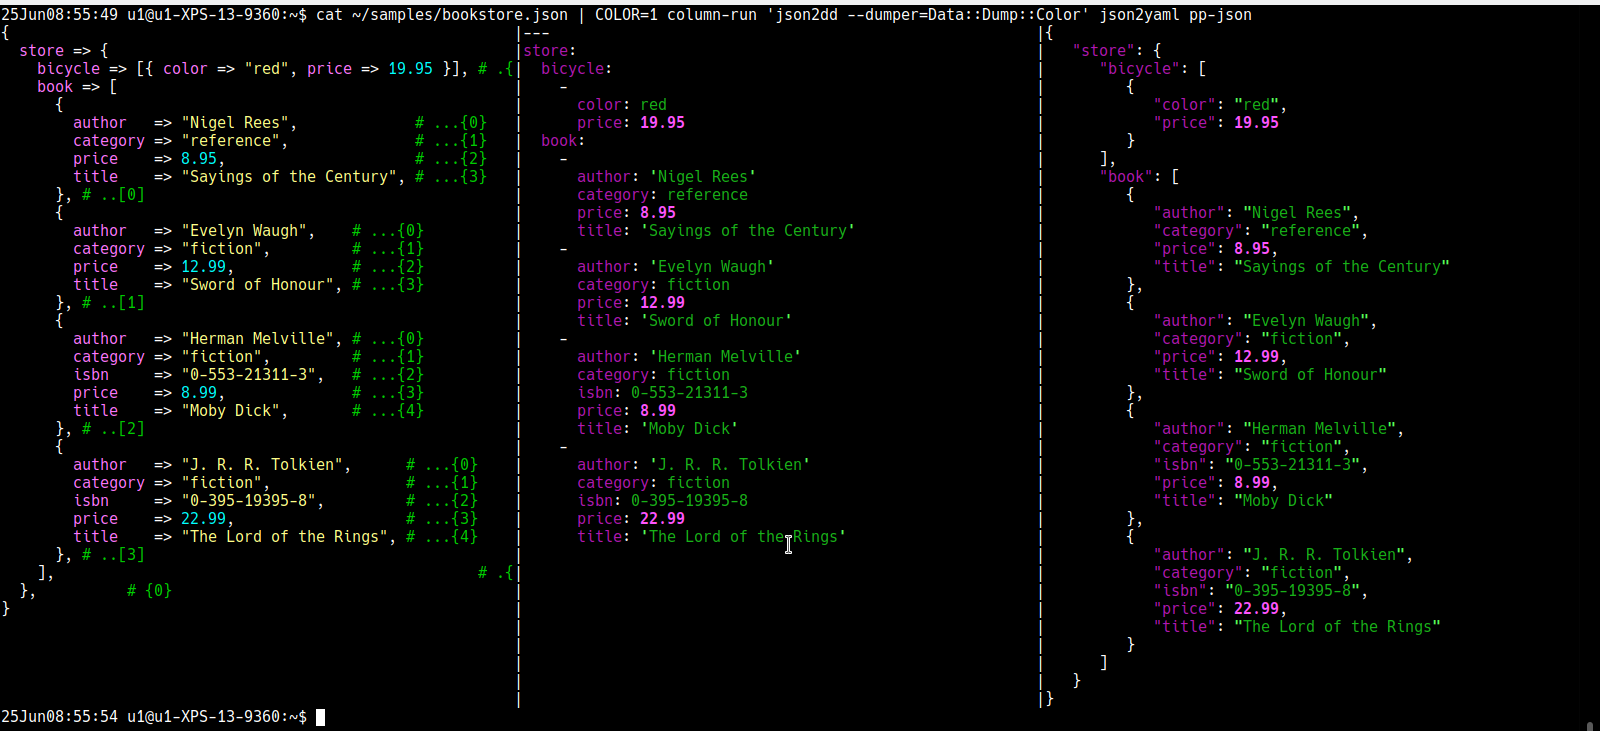 25Jun08:55:49 u1@u1-XPS-13-9360:~$ cat ~/samples/bookstore.json | COLOR=1 column-run 'json2dd --dumper=Data::Dump::Color' json2yaml pp-json
{
  store => {
    bicycle => [{ color => "red", price => 19.95 }], # .{
    book => [
      {
        author   => "Nigel Rees",             # ...{0}
        category => "reference",              # ...{1}
        price    => 8.95,                      # ...{2}
        title    => "Sayings of the Century", # ...{3}
      }, # ..[0]
      {
        author   => "Evelyn Waugh",    # ...{0}
        category => "fiction",         # ...{1}
        price    => 12.99,             # ...{2}
        title    => "Sword of Honour", # ...{3}
      }, # ..[1]
      {
        author   => "Herman Melville", # ...{0}
        category => "fiction",         # ...{1}
        isbn     => "0-553-21311-3",   # ...{2}
        price    => 8.99,              # ...{3}
        title    => "Moby Dick",       # ...{4}
      }, # ..[2]
      {
        author   => "J. R. R. Tolkien",      # ...{0}
        category => "fiction",               # ...{1}
        isbn     => "0-395-19395-8",         # ...{2}
        price    => 22.99,                   # ...{3}
        title    => "The Lord of the Rings", # ...{4}
      }, # ..[3]
    ],                                               # .{
  },          # {0}
}
---
store:
  bicycle:
    -
      color: red
      price: 19.95
  book:
    -
      author: 'Nigel Rees'
      category: reference
      price: 8.95
      title: 'Sayings of the Century'
    -
      author: 'Evelyn Waugh'
      category: fiction
      price: 12.99
      title: 'Sword of Honour'
    -
      author: 'Herman Melville'
      category: fiction
      isbn: 0-553-21311-3
      price: 8.99
      title: 'Moby Dick'
    -
      author: 'J. R. R. Tolkien'
      category: fiction
      isbn: 0-395-19395-8
      price: 22.99
      title: 'The Lord of the Rings'
{
   "store": {
      "bicycle": [
         {
            "color": "red",
            "price": 19.95
         }
      ],
      "book": [
         {
            "author": "Nigel Rees",
            "category": "reference",
            "price": 8.95,
            "title": "Sayings of the Century"
         },
         {
            "author": "Evelyn Waugh",
            "category": "fiction",
            "price": 12.99,
            "title": "Sword of Honour"
         },
         {
            "author": "Herman Melville",
            "category": "fiction",
            "isbn": "0-553-21311-3",
            "price": 8.99,
            "title": "Moby Dick"
         },
         {
            "author": "J. R. R. Tolkien",
            "category": "fiction",
            "isbn": "0-395-19395-8",
            "price": 22.99,
            "title": "The Lord of the Rings"
         }
      ]
   }
}
25Jun08:55:54 u1@u1-XPS-13-9360:~$